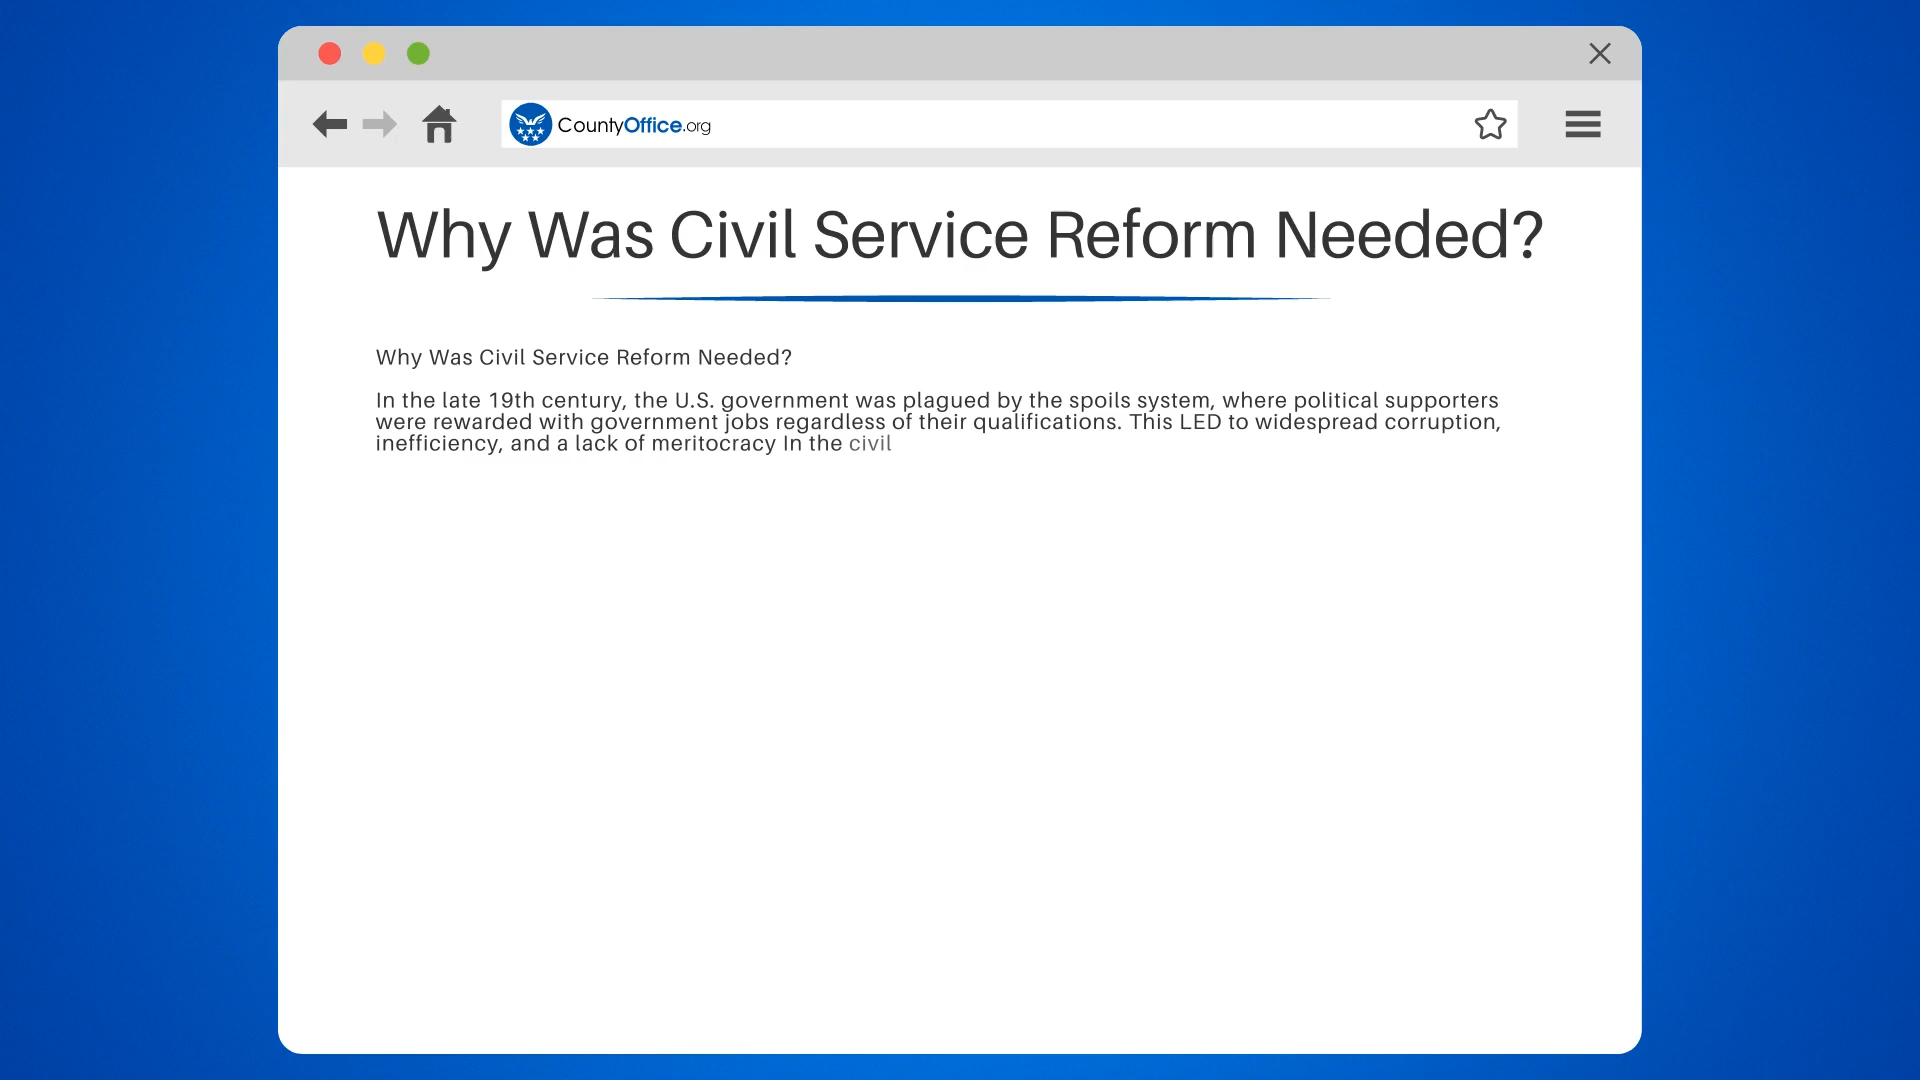 CountyOffice.org
Why Was Civil Service Reform Needed?
Why Was Civil Service Reform Needed?
In the late 19th century, the U.S. government was plagued by the spoils system, where political supporters
were rewarded with government jobs regardless of their qualifications. This LED to widespread corruption,
inefficiency, and a lack of meritocracy In the civil